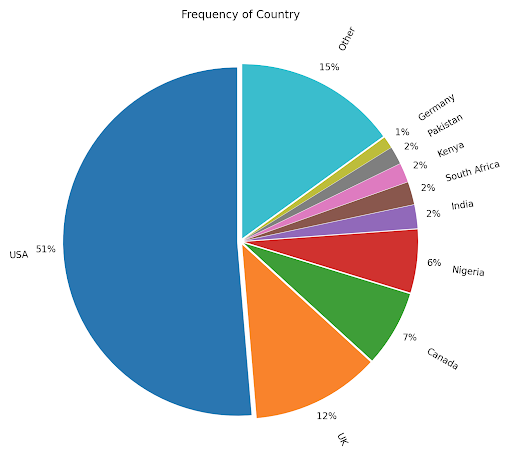 Frequency of Country
Other
15%
Germany
1%
Pakistan
2%
Kenya
2%
South Africa
2%
India
2%
Nigeria
6%
Canada
7%
UK
12%
USA
51%